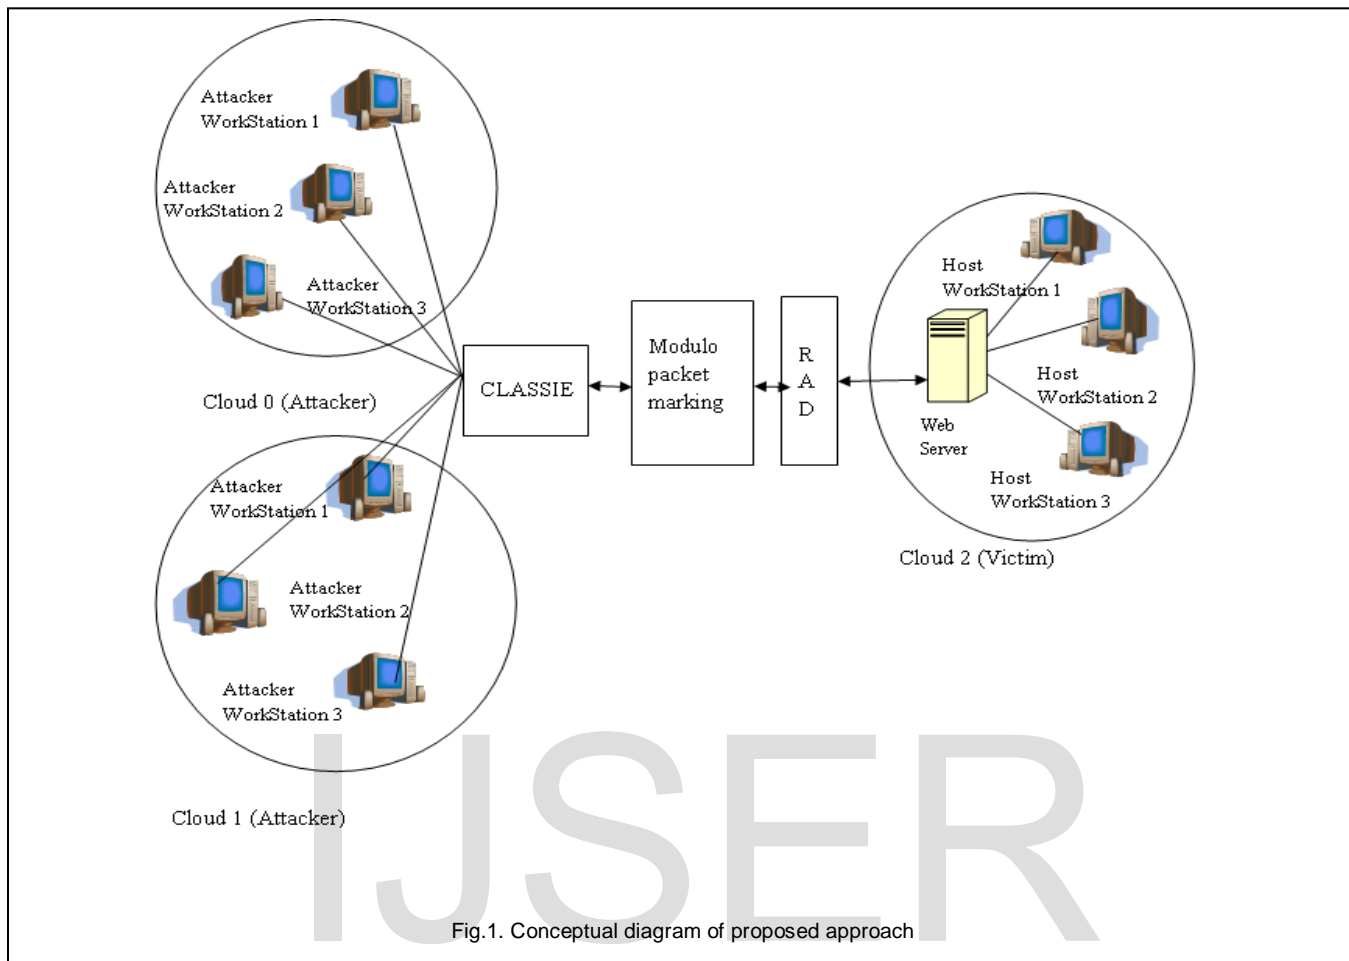 Attacker
WorkStation 1
Attacker
WorkStation 2
Attacker
WorkStation 3
Cloud 0 (Attacker)
Attacker
WorkStation 1
Attacker
WorkStation 2
Attacker
WorkStation 3
Cloud 1 (Attacker)
CLASSIE
Modulo
packet
marking
R
A
D
Web
Server
Host
WorkStation 1
Host
WorkStation 2
Host
WorkStation 3
Cloud 2 (Victim)
IJSER
Fig.1. Conceptual diagram of proposed approach